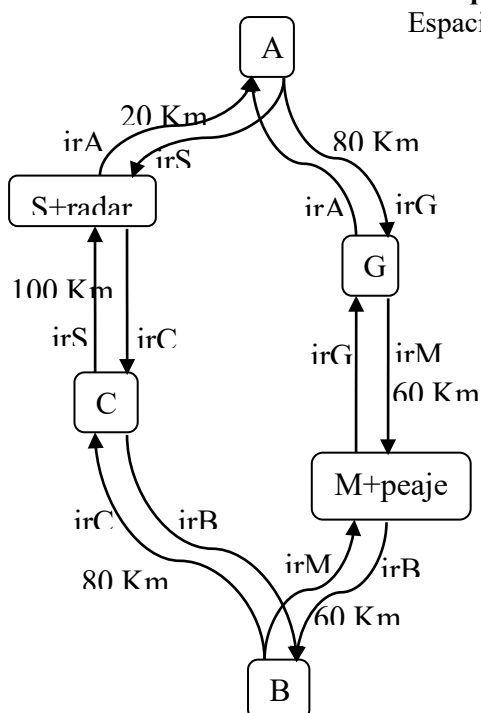 Espaci
A
20 Km
80 Km
irA
irS
irA
irG
S+radar
G
100 Km
irS
irC
irG
irM
60 Km
C
M+peaje
irC
irB
irM
irB
80 Km
60 Km
B